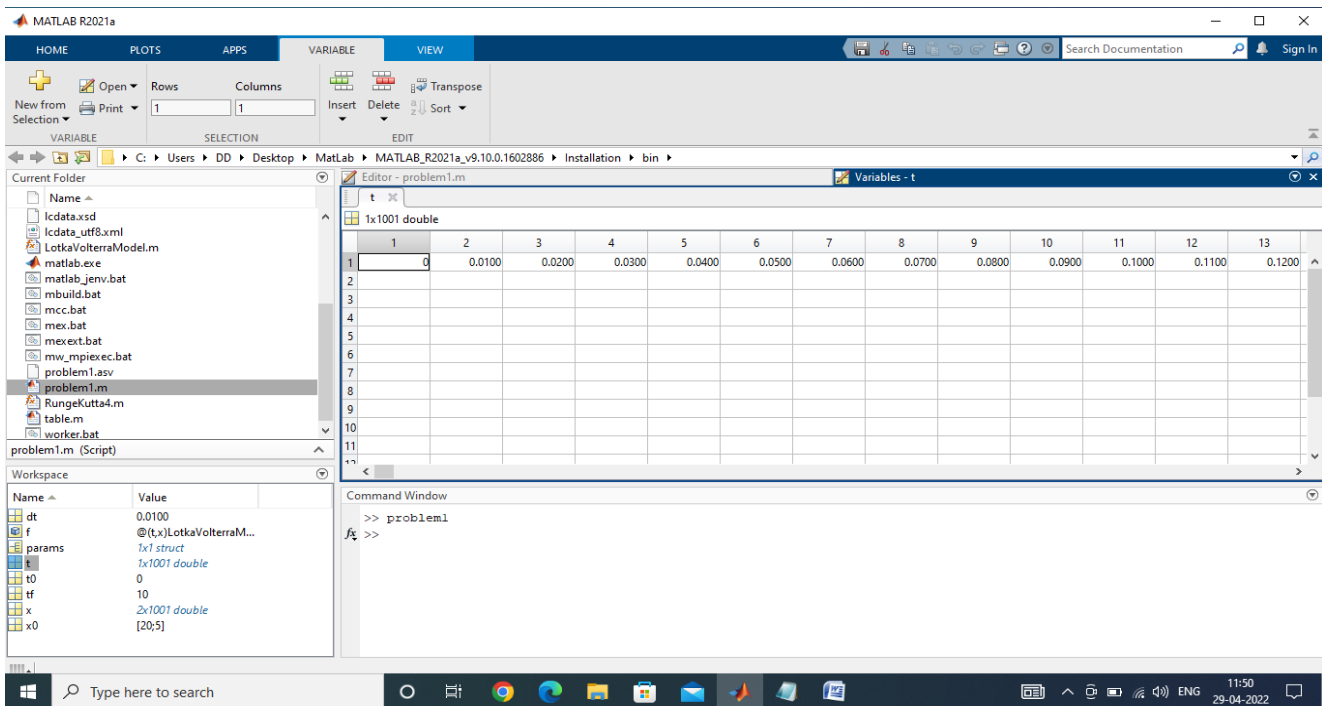 MATLAB R2021a
HOME PLOTS APPS VARIABLE VIEW Search Documentation Sign In
New from Selection Open Print Rows Columns Insert Delete Transpose Sort
1 1
VARIABLE SELECTION EDIT
C: Users DD Desktop MatLab MATLAB_R2021a_v9.10.0.1602886 Installation bin
Current Folder
Name
lcdata.xsd
lcdata_utf8.xml
LotkaVolterraModel.m
matlab.exe
matlab_jenv.bat
mbuild.bat
mcc.bat
mex.bat
mexext.bat
mw_mpiexec.bat
problem1.asv
problem1.m
RungeKutta4.m
table.m
worker.bat
problem1.m (Script)
Workspace
Name Value
dt 0.0100
f @(t,x)LotkaVolterraM...
params 1x1 struct
t 1x1001 double
t0 0
tf 10
x 2x1001 double
x0 [20;5]
Editor - problem1.m Variables - t
t
1x1001 double
1 2 3 4 5 6 7 8 9 10 11 12 13
1 0 0.0100 0.0200 0.0300 0.0400 0.0500 0.0600 0.0700 0.0800 0.0900 0.1000 0.1100 0.1200
2
3
4
5
6
7
8
9
10
11
12
Command Window
>> problem1
fx >>
Type here to search ENG 11:50
29-04-2022